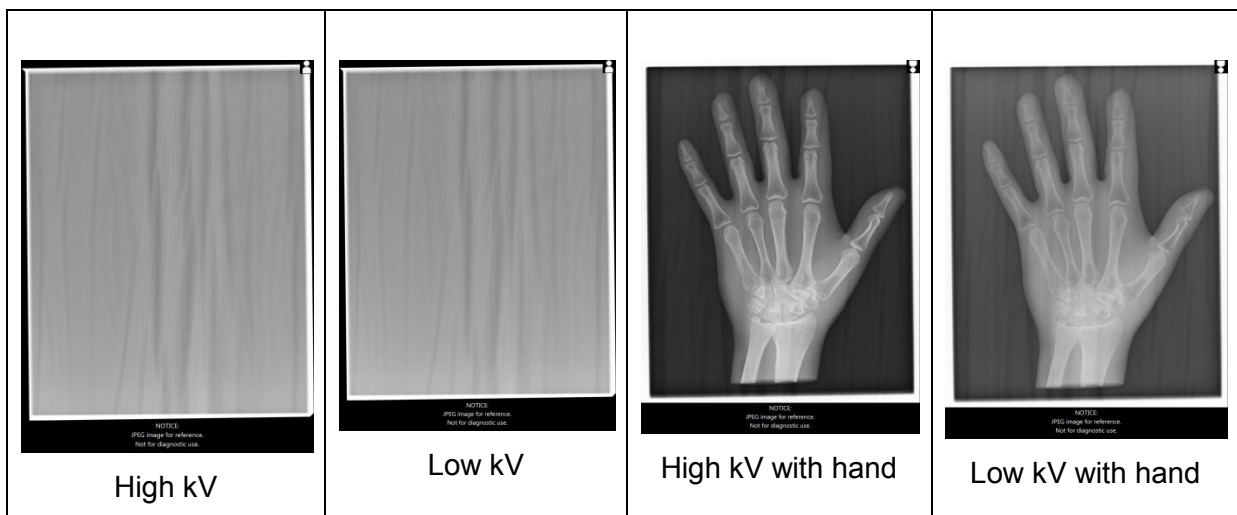 NOTICE:
JPEG image for reference.
Not for diagnostic use.
High kV
NOTICE:
JPEG image for reference.
Not for diagnostic use.
Low kV
NOTICE:
JPEG image for reference.
Not for diagnostic use.
High kV with hand
NOTICE:
JPEG image for reference.
Not for diagnostic use.
Low kV with hand